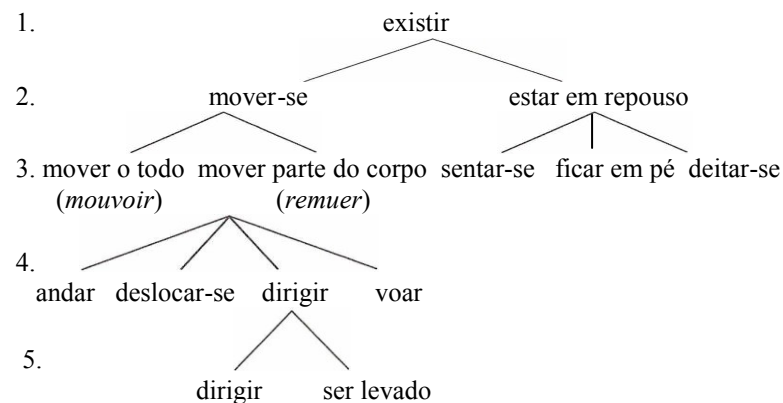 1. existir
2. mover-se estar em repouso
3. mover o todo mover parte do corpo sentar-se ficar em pé deitar-se
(mouvoir) (remuer)
4.
andar deslocar-se dirigir voar
5.
dirigir ser levado